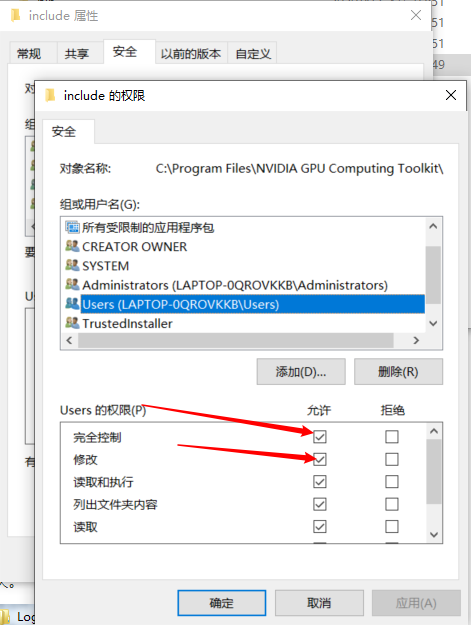 include 属性
常规 共享 安全 以前的版本 自定义
include 的权限
安全
对象名称: C:\Program Files\NVIDIA GPU Computing Toolkit\
组或用户名(G):
所有受限制的应用程序包
CREATOR OWNER
SYSTEM
Administrators (LAPTOP-0QROVKKB\Administrators)
Users (LAPTOP-0QROVKKB\Users)
TrustedInstaller
添加(D)... 删除(R)
Users 的权限(P) 允许 拒绝
完全控制
修改
读取和执行
列出文件夹内容
读取
确定 取消 应用(A)